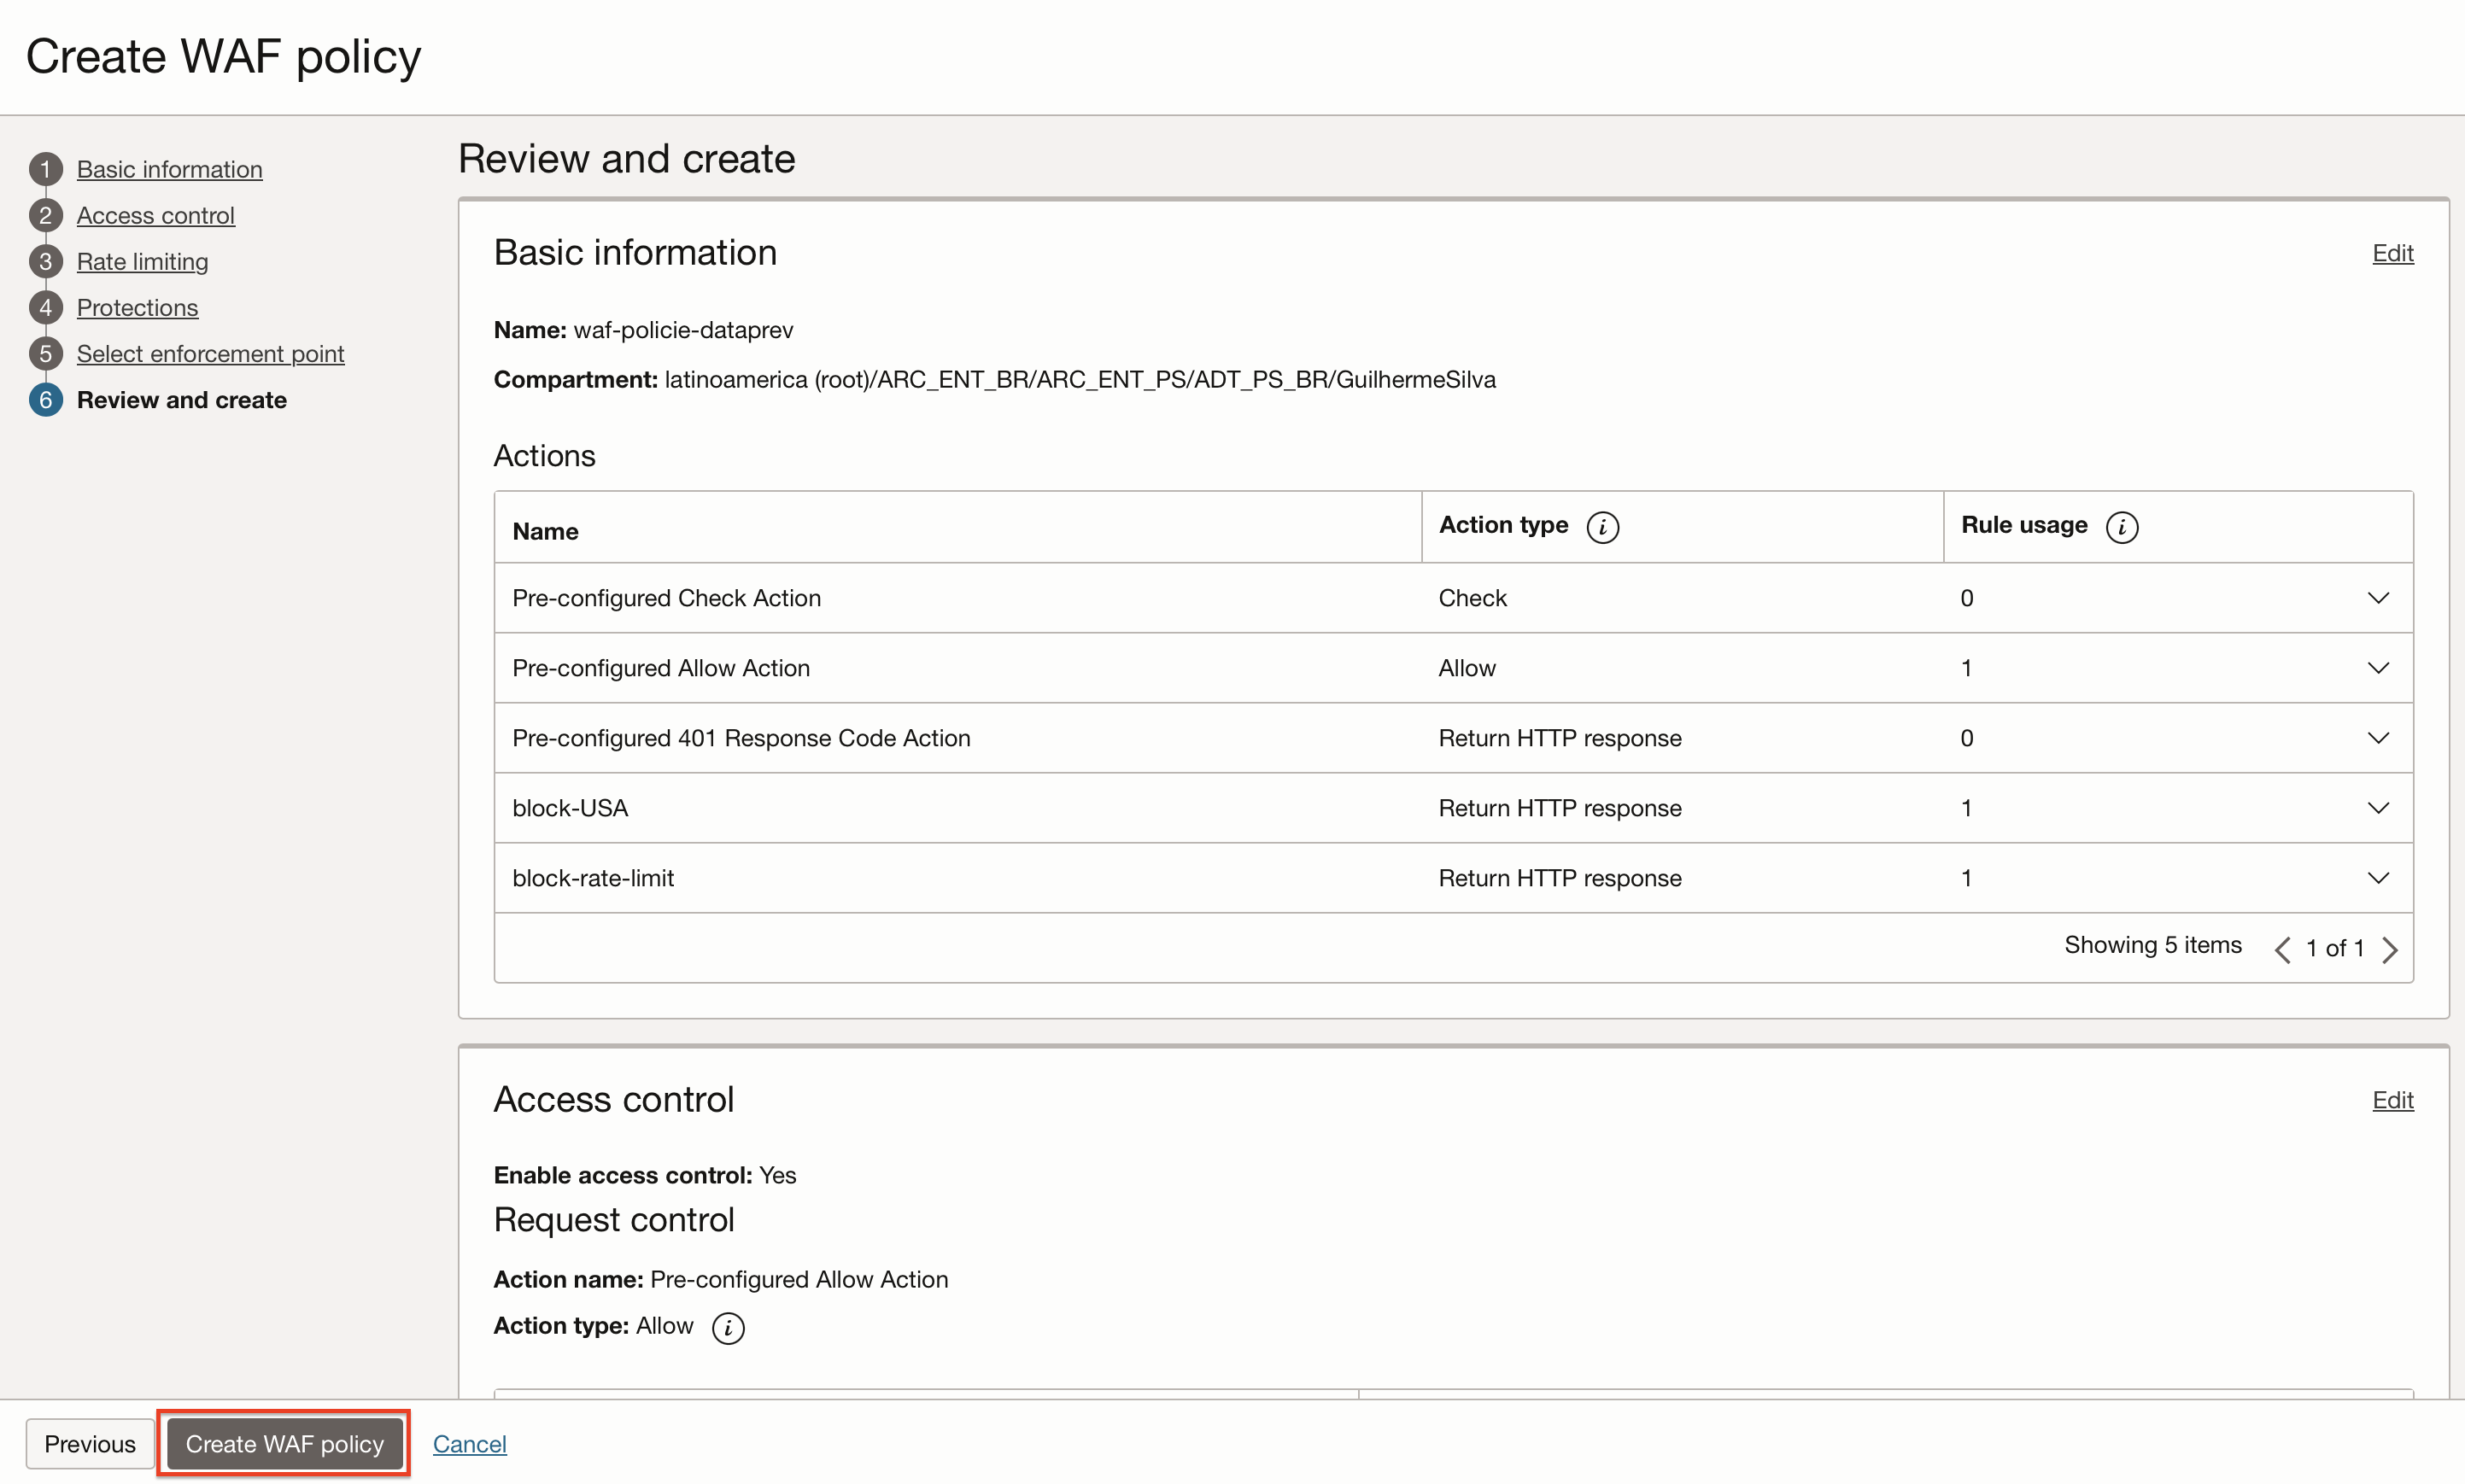 Create WAF policy
1 Basic information
2 Access control
3 Rate limiting
4 Protections
5 Select enforcement point
6 Review and create
Review and create
Basic information Edit
Name: waf-policie-dataprev
Compartment: latinoamerica (root)/ARC_ENT_BR/ARC_ENT_PS/ADT_PS_BR/GuilhermeSilva
Actions
Name Action type i Rule usage i
Pre-configured Check Action Check 0
Pre-configured Allow Action Allow 1
Pre-configured 401 Response Code Action Return HTTP response 0
block-USA Return HTTP response 1
block-rate-limit Return HTTP response 1
Showing 5 items 1 of 1
Access control Edit
Enable access control: Yes
Request control
Action name: Pre-configured Allow Action
Action type: Allow i
Previous Create WAF policy Cancel